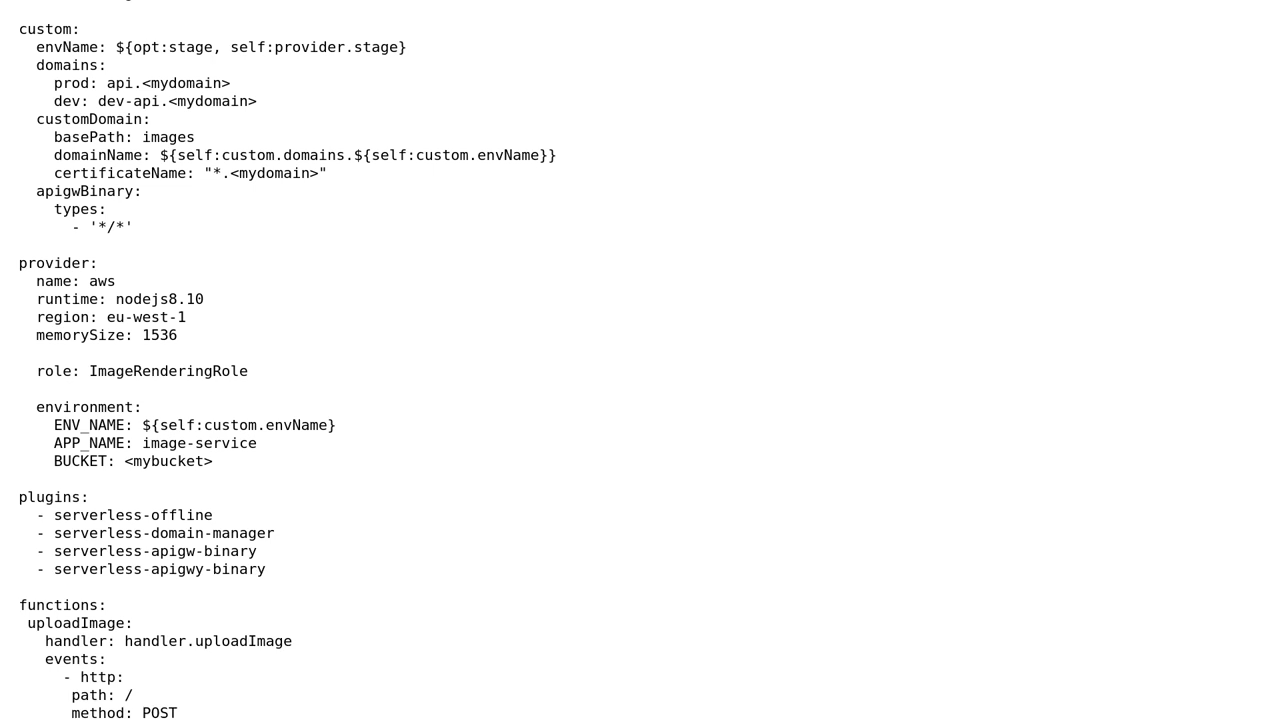 custom:
  envName: ${opt:stage, self:provider.stage}
  domains:
    prod: api.<mydomain>
    dev: dev-api.<mydomain>
  customDomain:
    basePath: images
    domainName: ${self:custom.domains.${self:custom.envName}}
    certificateName: "*.<mydomain>"
  apigwBinary:
    types:
      - '*/*'

provider:
  name: aws
  runtime: nodejs8.10
  region: eu-west-1
  memorySize: 1536

  role: ImageRenderingRole

  environment:
    ENV_NAME: ${self:custom.envName}
    APP_NAME: image-service
    BUCKET: <mybucket>

plugins:
  - serverless-offline
  - serverless-domain-manager
  - serverless-apigw-binary
  - serverless-apigwy-binary

functions:
 uploadImage:
   handler: handler.uploadImage
   events:
     - http:
      path: /
      method: POST